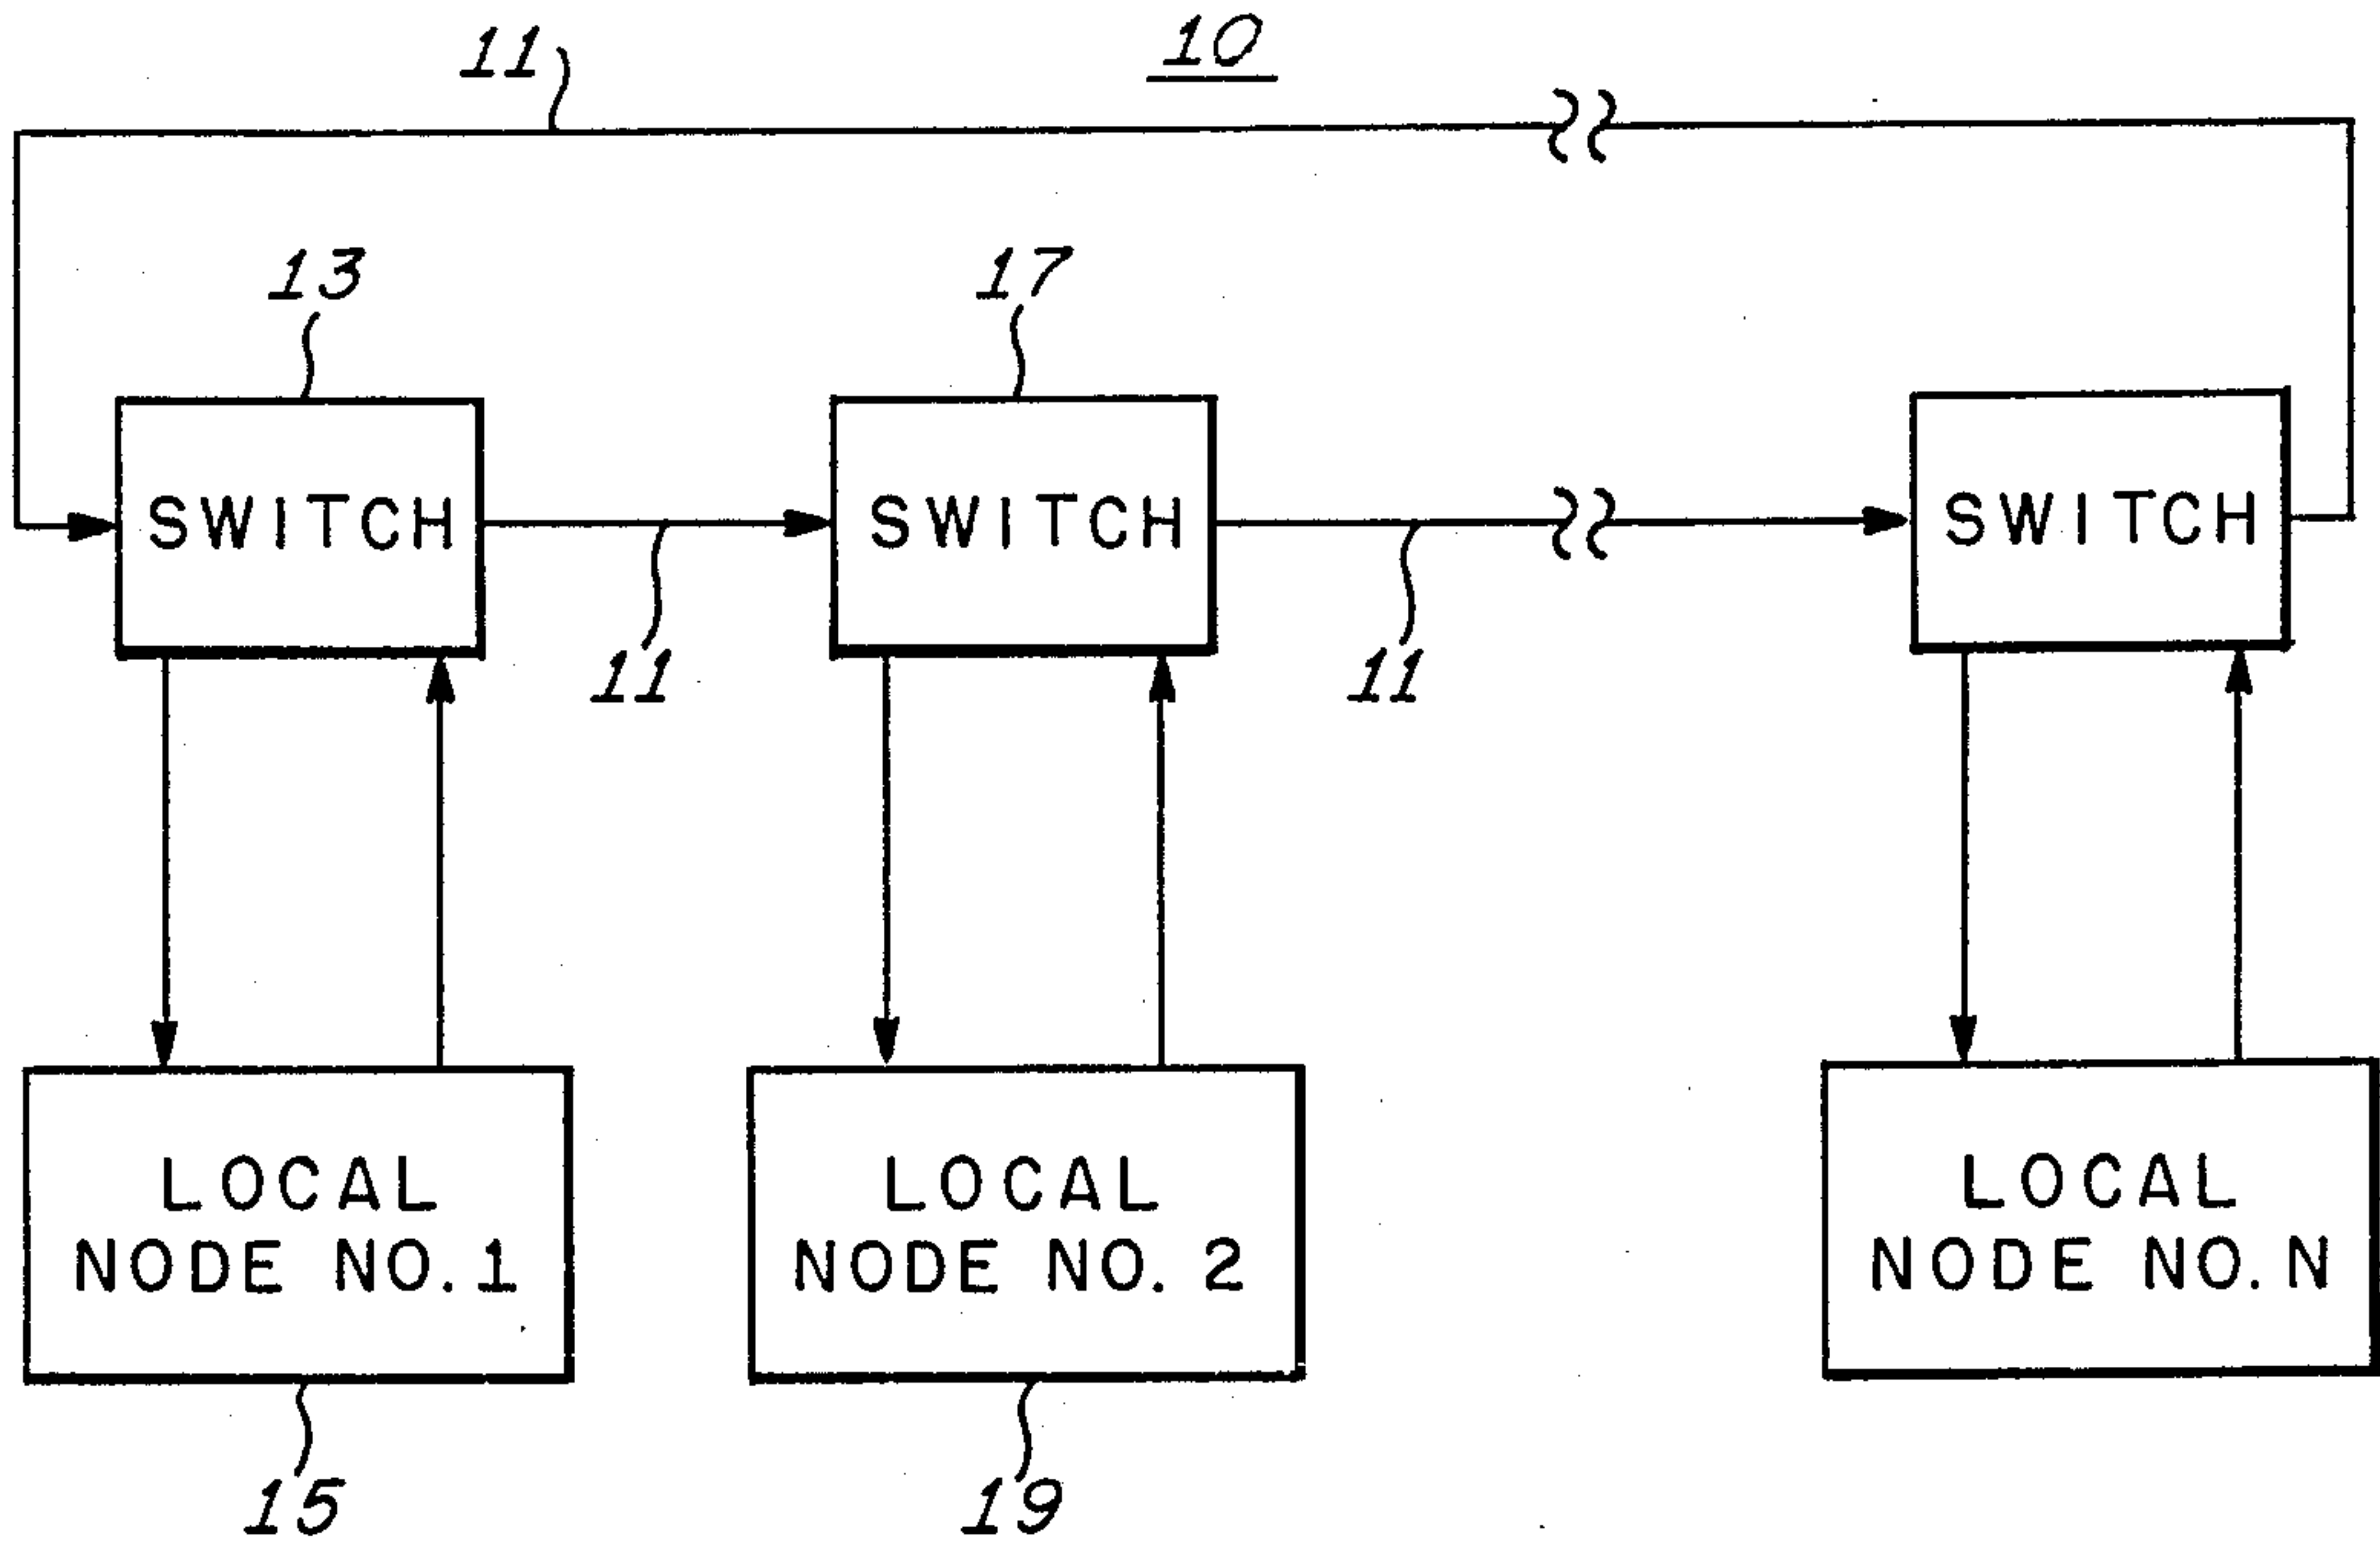 11
10
13
17
SWITCH
SWITCH
SWITCH
11
11
LOCAL
NODE NO. 1
LOCAL
NODE NO. 2
LOCAL
NODE NO. N
15
19